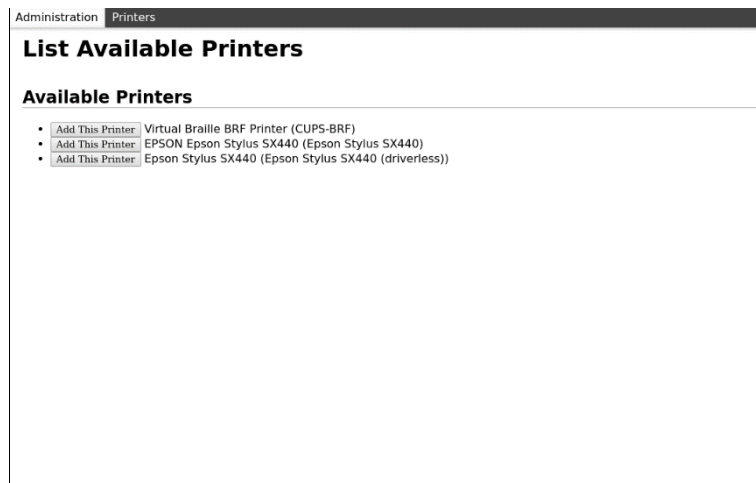 Administration Printers
List Available Printers
Available Printers
• Add This Printer Virtual Braille BRF Printer (CUPS-BRF)
• Add This Printer EPSON Epson Stylus SX440 (Epson Stylus SX440)
• Add This Printer Epson Stylus SX440 (Epson Stylus SX440 (driverless))